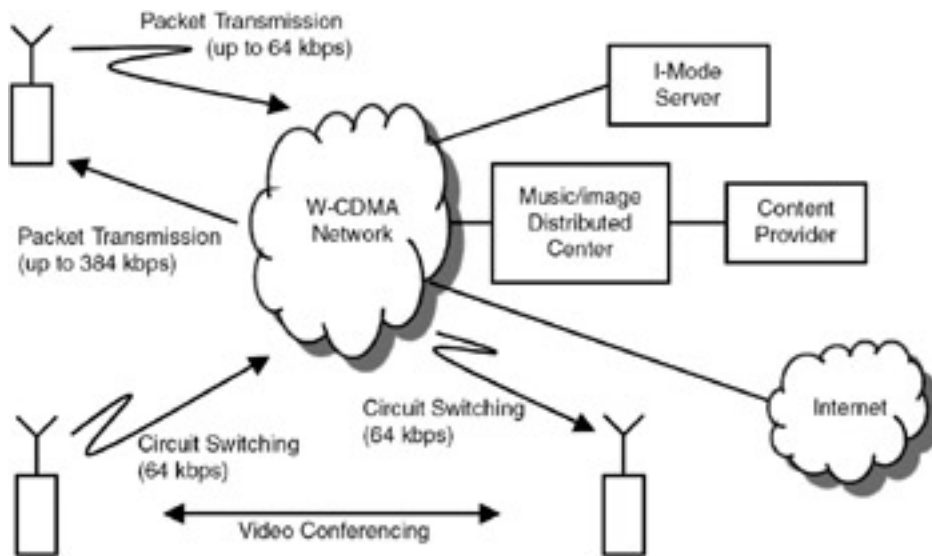 Packet Transmission
(up to 64 kbps)
I-Mode
Server
W-CDMA
Network
Music/image
Distributed
Center
Content
Provider
Packet Transmission
(up to 384 kbps)
Circuit Switching
(64 kbps)
Circuit Switching
(64 kbps)
Internet
Video Conferencing